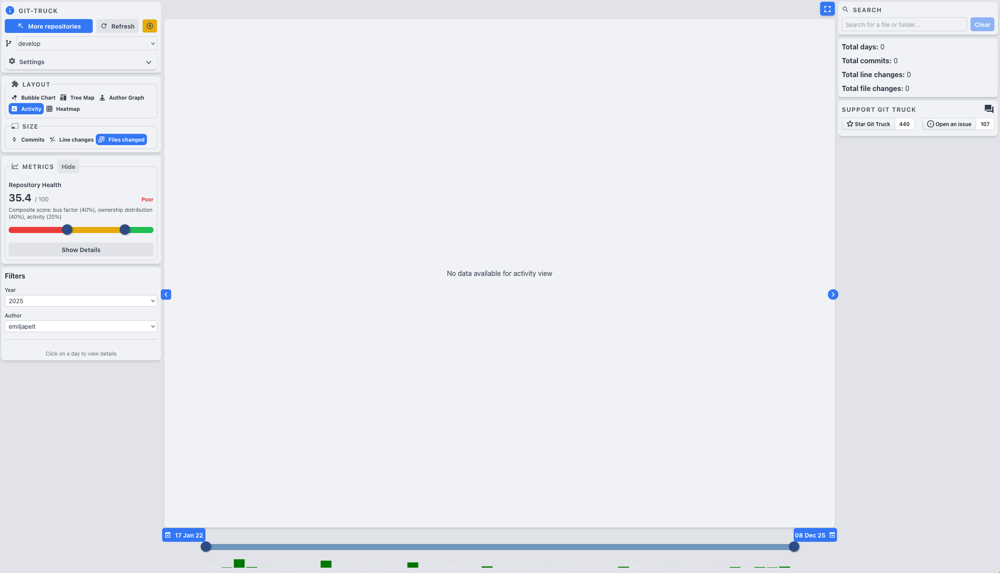 GIT-TRUCK
More repositories
Refresh
develop
Settings
LAYOUT
Bubble Chart
Tree Map
Author Graph
Activity
Heatmap
SIZE
Commits
Line changes
Files changed
METRICS
Hide
Repository Health
35.4 / 100
Poor
Composite score: bus factor (40%), ownership distribution
(40%), activity (20%)
Show Details
Filters
Year
2025
Author
emiljapelt
Click on a day to view details
No data available for activity view
17 Jan 22
08 Dec 25
SEARCH
Search for a file or folder...
Clear
Total days: 0
Total commits: 0
Total line changes: 0
Total file changes: 0
SUPPORT GIT TRUCK
Star Git Truck
440
Open an issue
107